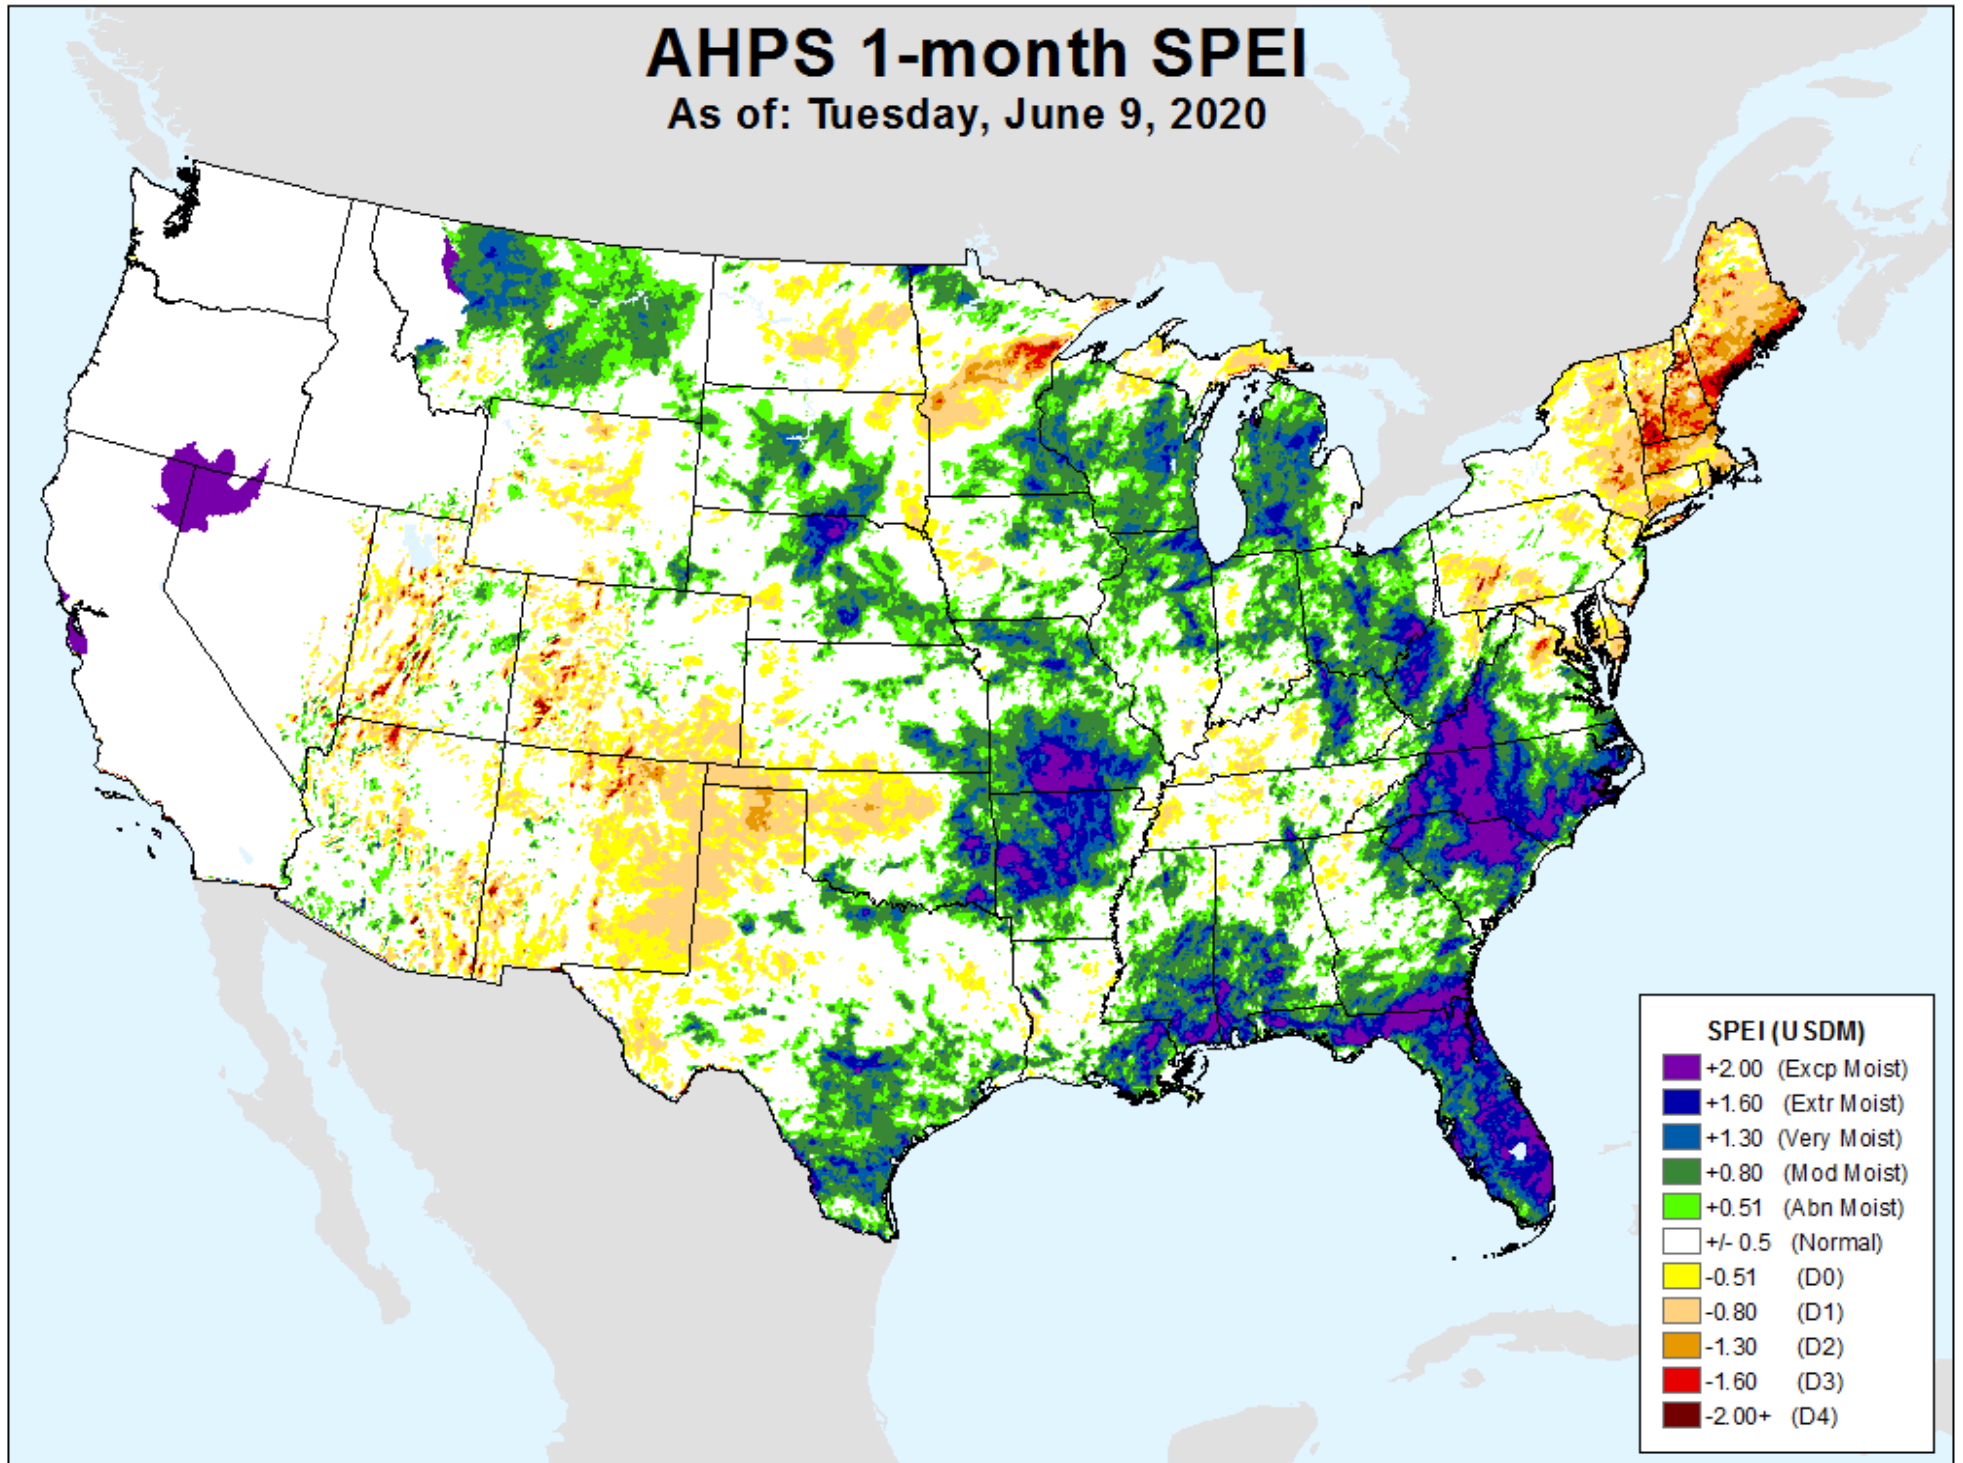 AHPS 1-month SPEI
As of: Tuesday, June 9, 2020
SPEI (USDM)
+2.00 (Excp Moist)
+1.60 (Extr Moist)
+1.30 (Very Moist)
+0.80 (Mod Moist)
+0.51 (Abn Moist)
+/- 0.5 (Normal)
-0.51 (D0)
-0.80 (D1)
-1.30 (D2)
-1.60 (D3)
-2.00+ (D4)